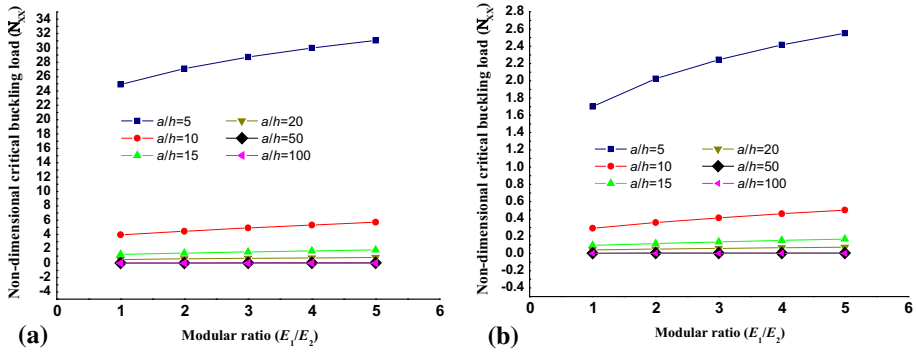 Non-dimensional critical buckling load (N_XX)
34
32
30
28
26
24
22
20
18
16
14
12
10
8
6
4
2
0
-2
-4
a/h=5
a/h=20
a/h=10
a/h=50
a/h=15
a/h=100
0 1 2 3 4 5 6
(a)
Modular ratio (E₁/E₂)
Non-dimensional critical buckling load (N_XX)
2.8
2.6
2.4
2.2
2.0
1.8
1.6
1.4
1.2
1.0
0.8
0.6
0.4
0.2
0.0
-0.2
-0.4
a/h=5
a/h=20
a/h=10
a/h=50
a/h=15
a/h=100
0 1 2 3 4 5 6
(b)
Modular ratio (E₁/E₂)